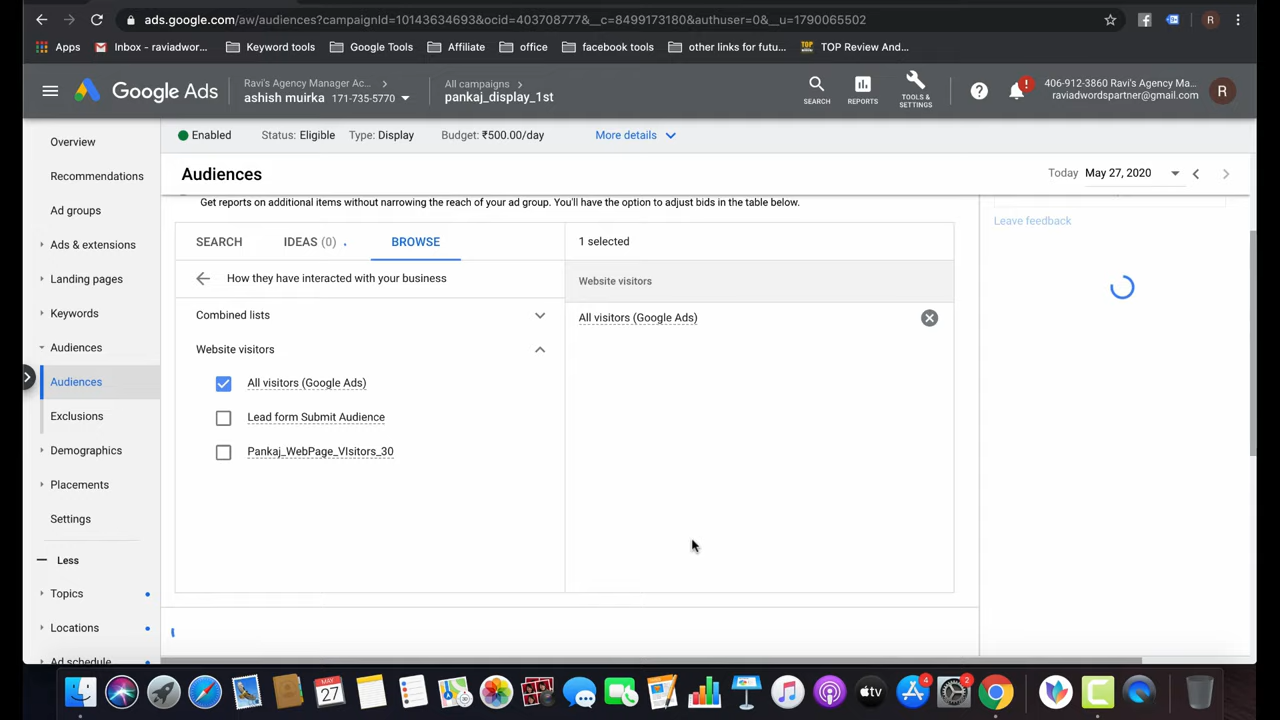 ads.google.com/aw/audiences?campaignId=10143634693&ocid=403708777&__c=8499173180&authuser=0&__u=1790065502
R
Apps
Inbox - raviadwor...
Keyword tools
Google Tools
Affiliate
office
facebook tools
other links for futu...
TOP Review And...
Google Ads
Ravi's Agency Manager Ac...
ashish muirka 171-735-5770
All campaigns
pankaj_display_1st
SEARCH
REPORTS
TOOLS &
SETTINGS
406-912-3860 Ravi's Agency Ma...
raviadwordspartner@gmail.com
R
Enabled Status: Eligible Type: Display Budget: ₹500.00/day More details
Audiences
Today May 27, 2020
Overview
Recommendations
Ad groups
Ads & extensions
Landing pages
Keywords
Audiences
Audiences
Exclusions
Demographics
Placements
Settings
Less
Topics
Locations
Ad schedule
Get reports on additional items without narrowing the reach of your ad group. You'll have the option to adjust bids in the table below.
SEARCH IDEAS (0) BROWSE
How they have interacted with your business
Combined lists
Website visitors
All visitors (Google Ads)
Lead form Submit Audience
Pankaj_WebPage_VIsitors_30
1 selected
Website visitors
All visitors (Google Ads)
Leave feedback
MAY
27
4
2